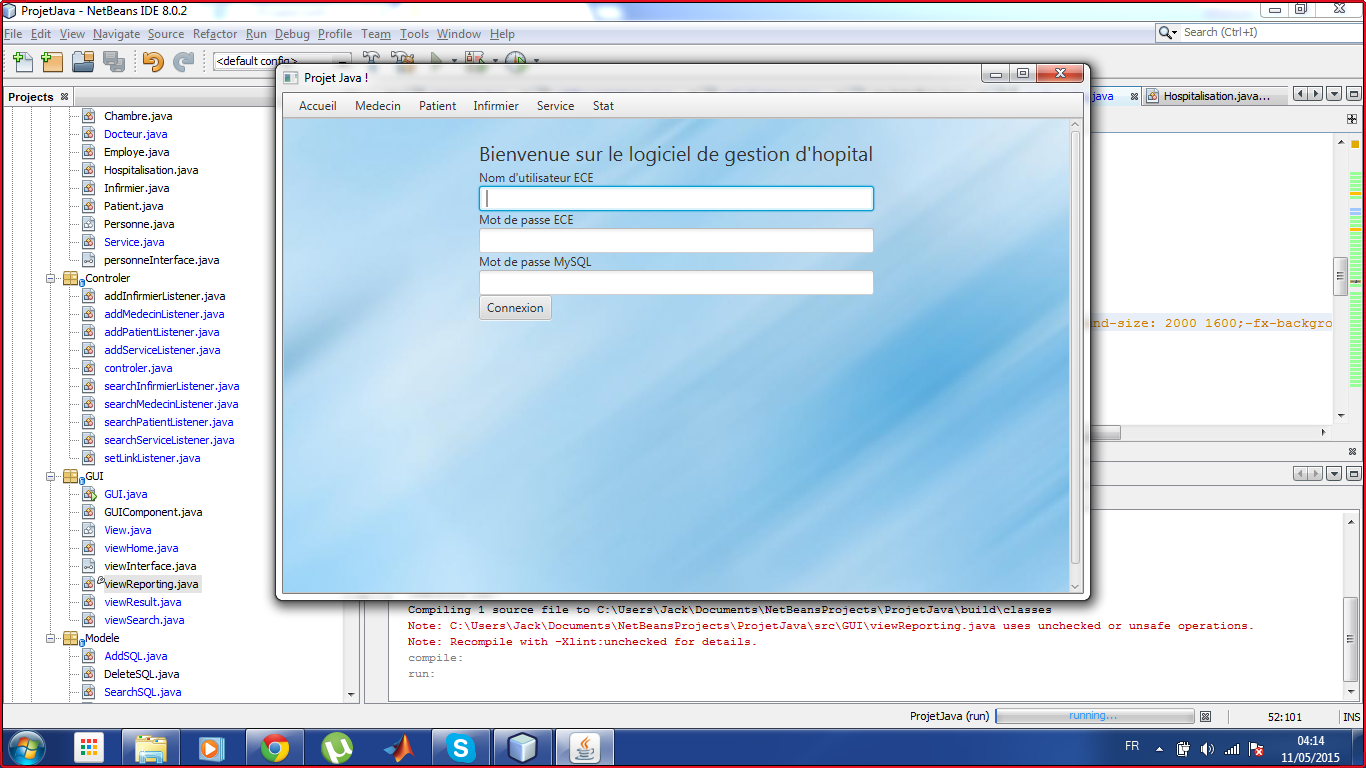 ProjetJava - NetBeans IDE 8.0.2
File Edit View Navigate Source Refactor Run Debug Profile Team Tools Window Help
Search (Ctrl+I)
<default config>
Projects
Chambre.java
Docteur.java
Employe.java
Hospitalisation.java
Infirmier.java
Patient.java
Personne.java
Service.java
personneInterface.java
Controler
addInfirmierListener.java
addMedecinListener.java
addPatientListener.java
addServiceListener.java
controler.java
searchInfirmierListener.java
searchMedecinListener.java
searchPatientListener.java
searchServiceListener.java
setLinkListener.java
GUI
GUI.java
GUIComponent.java
View.java
viewHome.java
viewInterface.java
viewReporting.java
viewResult.java
viewSearch.java
Modele
AddSQL.java
DeleteSQL.java
SearchSQL.java
Projet Java !
Accueil Medecin Patient Infirmier Service Stat
Bienvenue sur le logiciel de gestion d'hopital
Nom d'utilisateur ECE
Mot de passe ECE
Mot de passe MySQL
Connexion
java
Hospitalisation.java...
nd-size: 2000 1600;-fx-backgro
Compiling 1 source file to C:\Users\Jack\Documents\NetBeansProjects\ProjetJava\build\classes
Note: C:\Users\Jack\Documents\NetBeansProjects\ProjetJava\src\GUI\viewReporting.java uses unchecked or unsafe operations.
Note: Recompile with -Xlint:unchecked for details.
compile:
run:
ProjetJava (run)
running...
52:101
INS
FR
04:14
11/05/2015